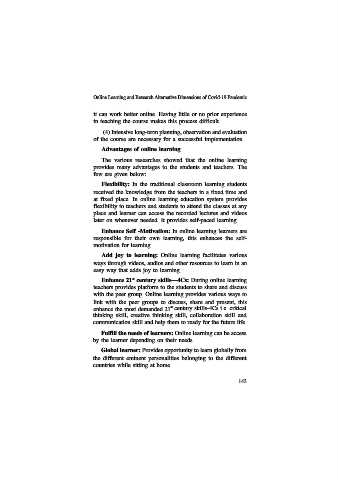 Online Learning and Research Alternative Dimensions of Covid-19 Pandemic
it can work better online. Having little or no prior experience
in teaching the course makes this process difficult.
(4) Intensive long-term planning, observation and evaluation
of the course are necessary for a successful implementation.
Advantages of online learning
The various researches showed that the online learning
provides many advantages to the students and teachers. The
few are given below:
Flexibility: In the traditional classroom learning students
received the knowledge from the teachers in a fixed time and
at fixed place. In online learning education system provides
flexibility to teachers and students to attend the classes at any
place and learner can access the recorded lectures and videos
later on whenever needed. It provides self-paced learning.
Enhance Self -Motivation: In online learning learners are
responsible for their own learning, this enhances the self-
motivation for learning.
Add joy to learning: Online learning facilitates various
ways through videos, audios and other resources to learn in an
easy way that adds joy to learning.
Enhance 21st century skills—4Cs: During online learning
teachers provides platform to the students to share and discuss
with the peer group. Online learning provides various ways to
link with the peer groups to discuss, share and present, this
enhance the most demanded 21st century skills-4Cs i.e. critical
thinking skill, creative thinking skill, collaboration skill and
communication skill and help them to ready for the future life.
Fulfill the needs of learners: Online learning can be access
by the learner depending on their needs.
Global learner: Provides opportunity to learn globally from
the different eminent personalities belonging to the different
countries while sitting at home.
143